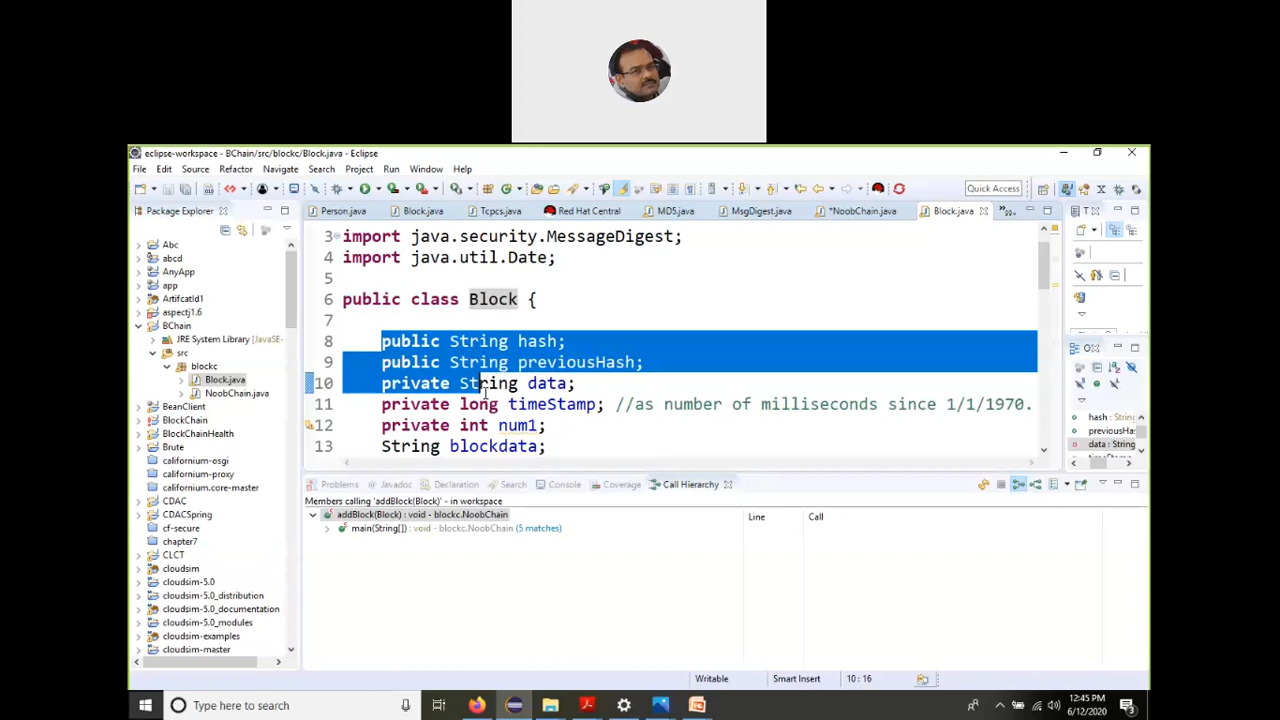 eclipse-workspace - BChain/src/blockc/Block.java - Eclipse
File Edit Source Refactor Navigate Search Project Run Window Help
Quick Access
Package Explorer
Person.java Block.java Tcpcs.java Red Hat Central MD5.java MsgDigest.java *NoobChain.java Block.java
Abc
abcd
AnyApp
app
ArtifcatId1
aspectj1.6
BChain
JRE System Library [JavaSE-
src
blockc
Block.java
NoobChain.java
BeanClient
BlockChain
BlockChainHealth
Brute
californium-osgi
californium-proxy
californium.core-master
CDAC
CDACSpring
cf-secure
chapter7
CLCT
cloudsim
cloudsim-5.0
cloudsim-5.0_distribution
cloudsim-5.0_documentation
cloudsim-5.0_modules
cloudsim-examples
cloudsim-master
3 import java.security.MessageDigest;
4 import java.util.Date;
5
6 public class Block {
7
8 public String hash;
9 public String previousHash;
10 private String data;
11 private long timeStamp; //as number of milliseconds since 1/1/1970.
12 private int num1;
13 String blockdata;
hash : String
previousHash
data : String
Problems Javadoc Declaration Search Console Coverage Call Hierarchy
Members calling 'addBlock(Block)' - in workspace
addBlock(Block) : void - blockc.NoobChain
main(String[]) : void - blockc.NoobChain (5 matches)
Line Call
Writable Smart Insert 10 : 16
Type here to search
12:45 PM
6/12/2020
3